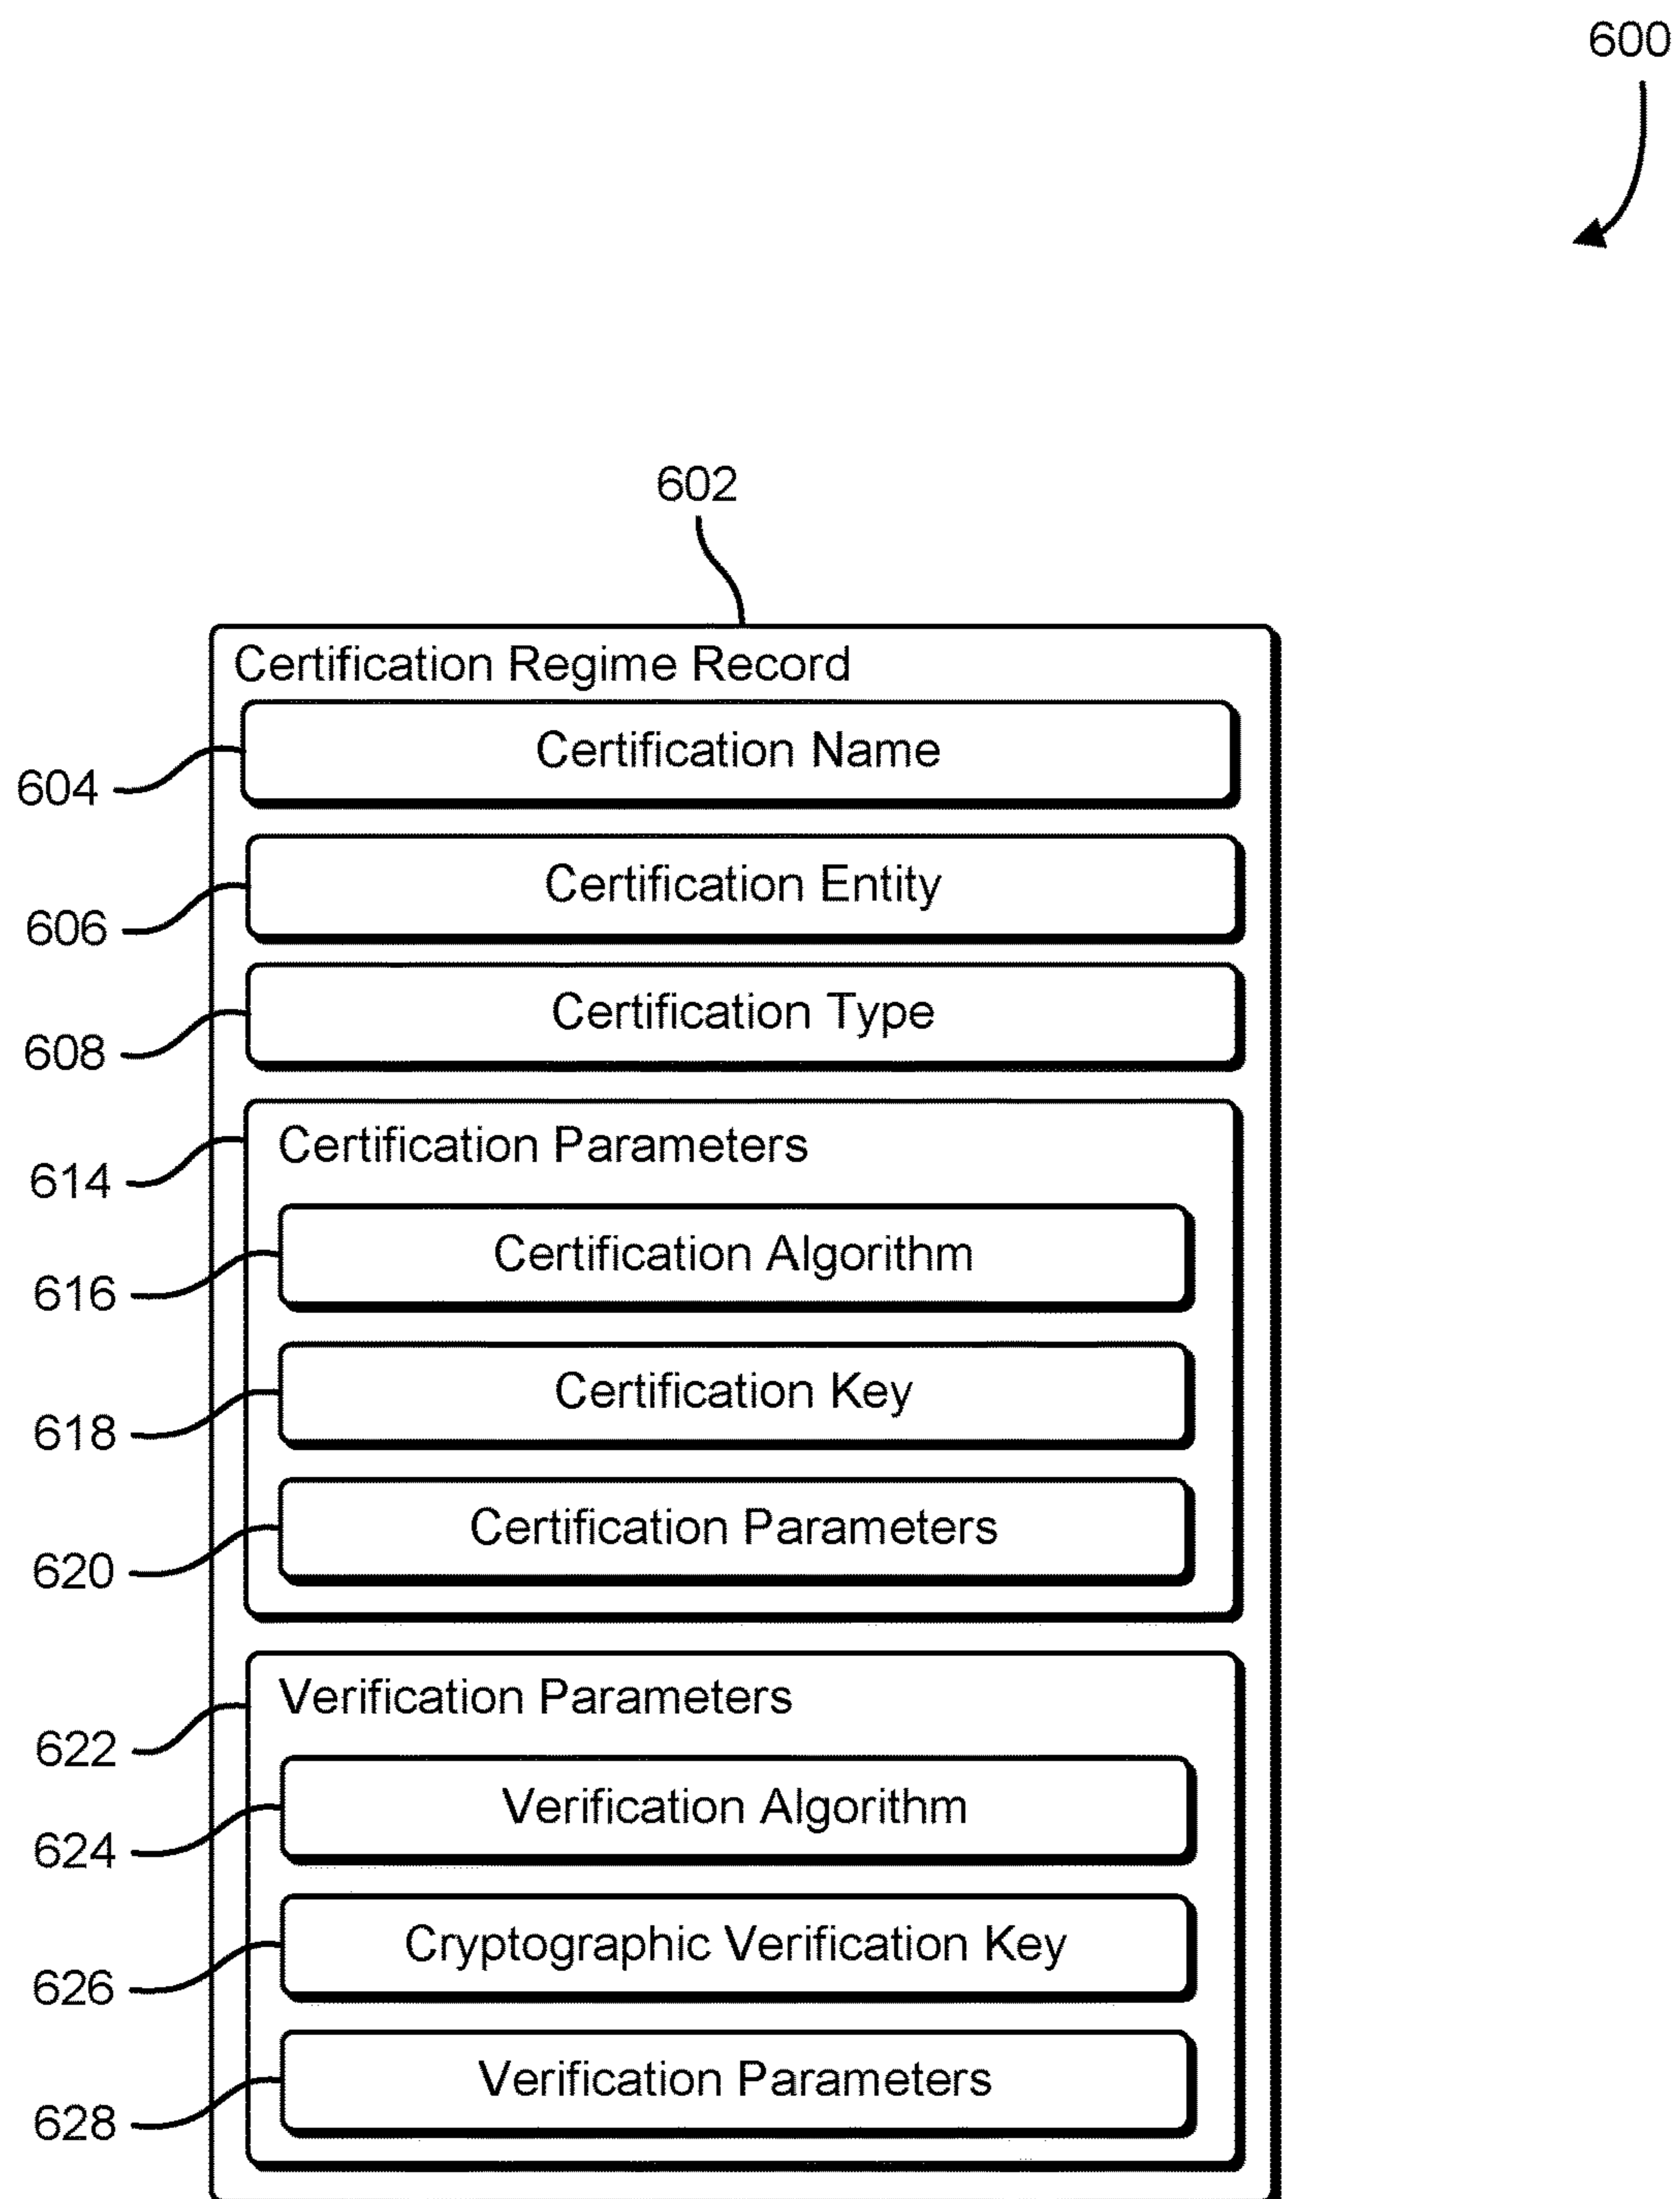 600
602
Certification Regime Record
Certification Name
604
Certification Entity
606
Certification Type
608
Certification Parameters
614
Certification Algorithm
616
Certification Key
618
Certification Parameters
620
Verification Parameters
622
Verification Algorithm
624
Cryptographic Verification Key
626
Verification Parameters
628